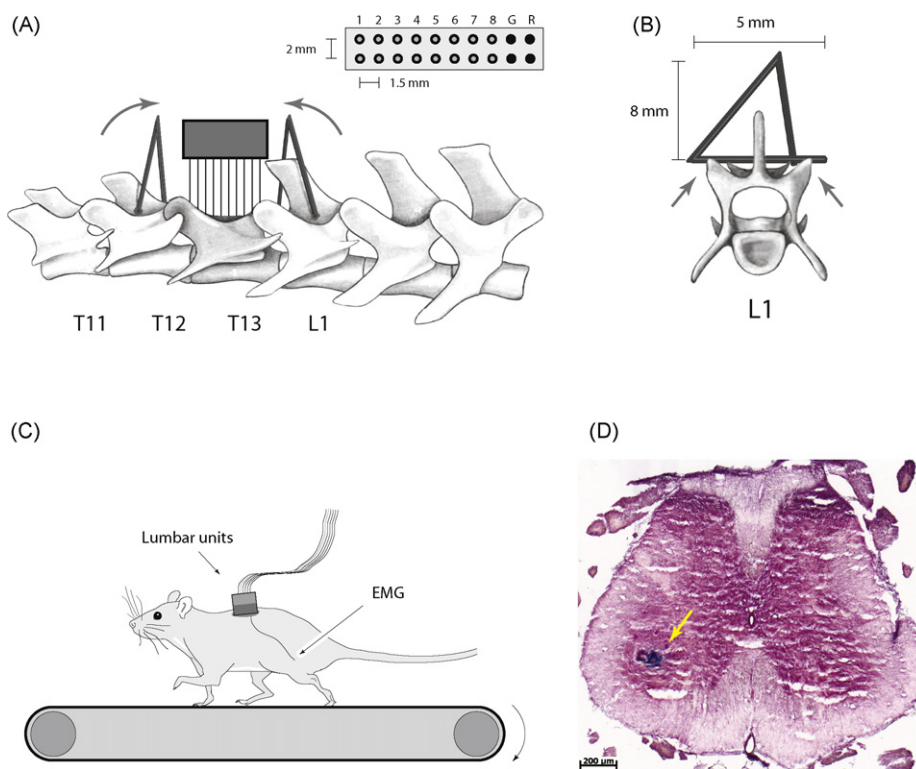 (A)
1 2 3 4 5 6 7 8 G R
2 mm
1.5 mm
T11 T12 T13 L1
(B)
5 mm
8 mm
L1
(C)
Lumbar units
EMG
(D)
200 µm